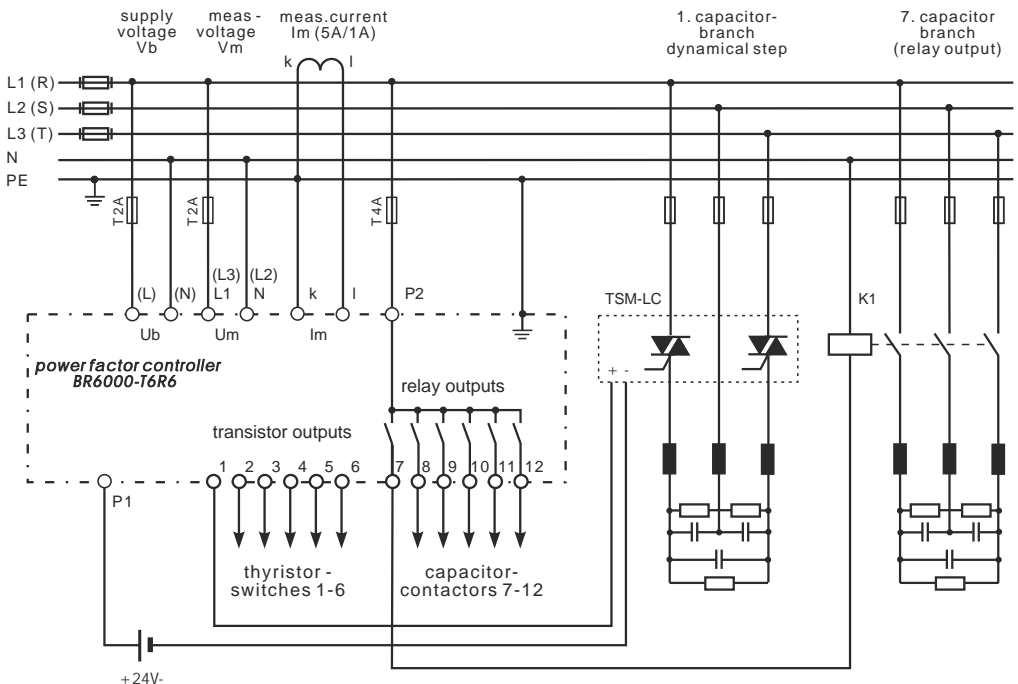 supply
voltage
Vb
meas -
voltage
Vm
meas.current
Im (5A/1A)
1. capacitor-
branch
dynamical step
7. capacitor
branch
(relay output)
k
l
L1 (R)
L2 (S)
L3 (T)
N
PE
T2A
T2A
T4A
(L)
(N)
(L3)
L1
(L2)
N
k
l
P2
TSM-LC
K1
Ub
Um
Im
power factor controller
BR6000-T6R6
+ -
relay outputs
transistor outputs
1 2 3 4 5 6 7 8 9 10 11 12
P1
thyristor -
switches 1-6
capacitor-
contactors 7-12
+24V-